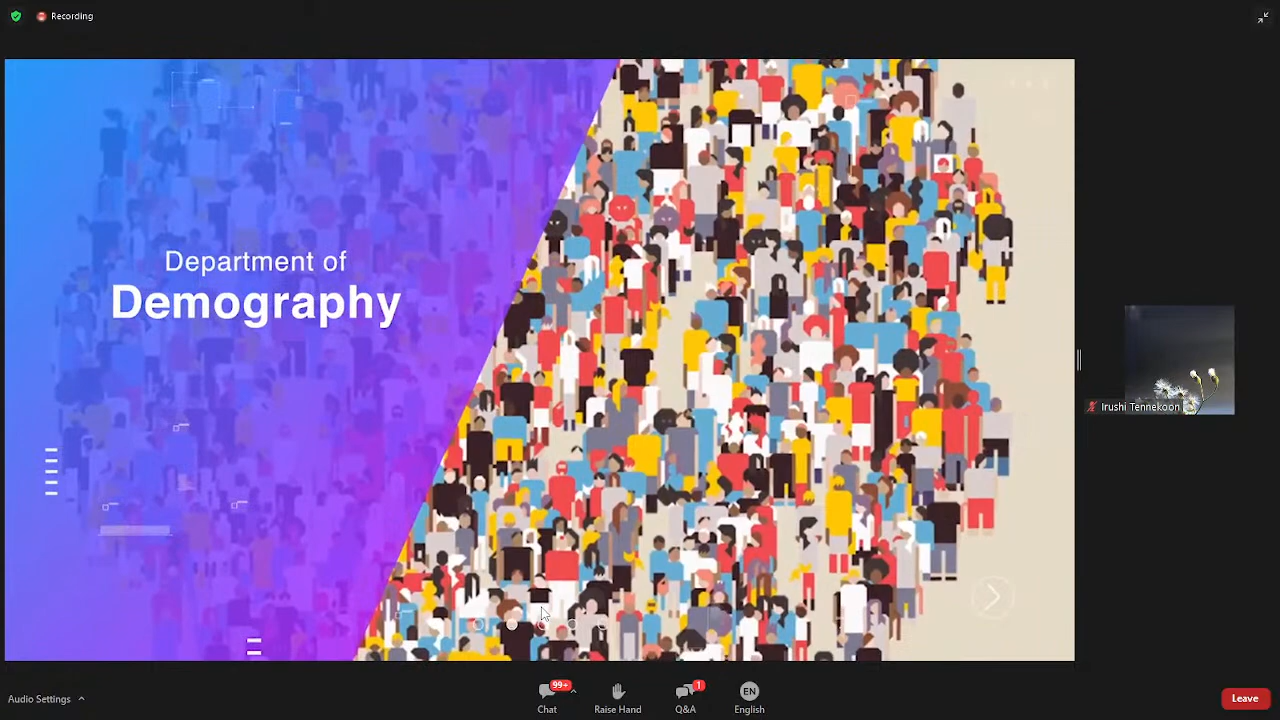 Recording
Department of
Demography
Irushi Tennekoon
Audio Settings
99+
Chat
Raise Hand
1
Q&A
EN
English
Leave